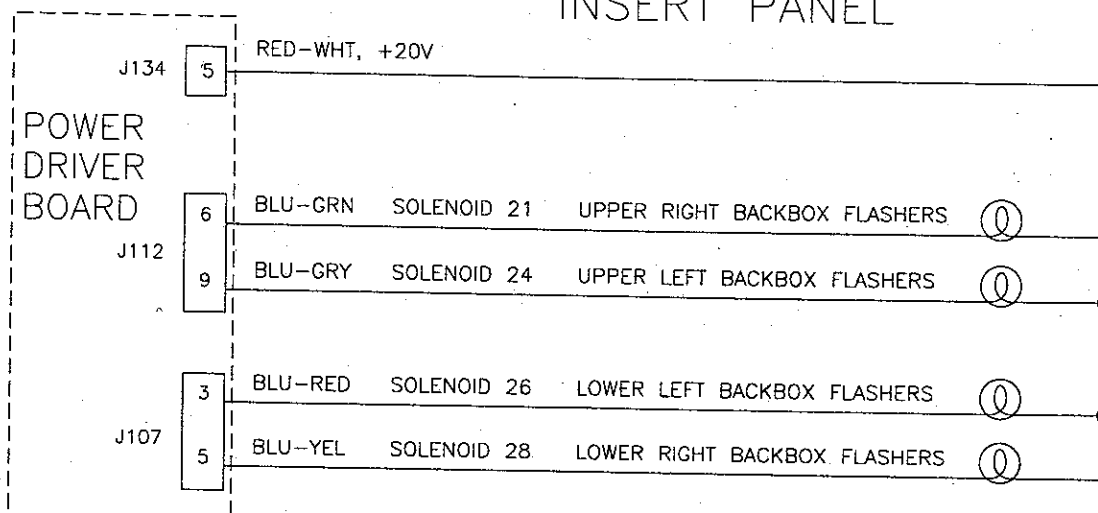 INSERT PANEL
J134 5 RED-WHT, +20V
POWER
DRIVER
BOARD
J112
6 BLU-GRN SOLENOID 21 UPPER RIGHT BACKBOX FLASHERS
9 BLU-GRY SOLENOID 24 UPPER LEFT BACKBOX FLASHERS
J107
3 BLU-RED SOLENOID 26 LOWER LEFT BACKBOX FLASHERS
5 BLU-YEL SOLENOID 28 LOWER RIGHT BACKBOX FLASHERS